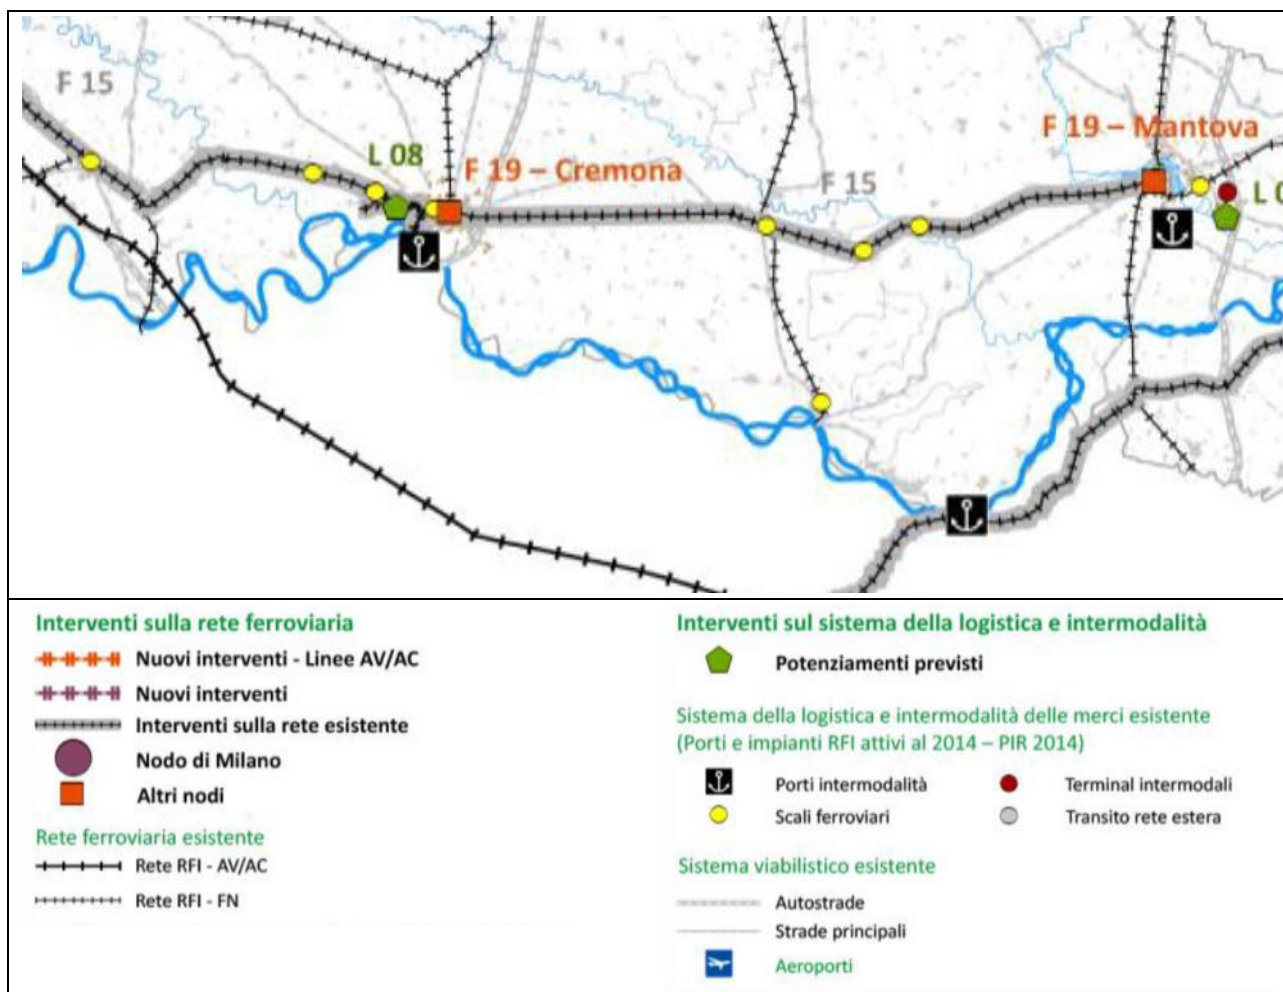 F 15
L 08
F 19 – Cremona
F 15
F 19 – Mantova
L 0
Interventi sulla rete ferroviaria
Nuovi interventi - Linee AV/AC
Nuovi interventi
Interventi sulla rete esistente
Nodo di Milano
Altri nodi
Rete ferroviaria esistente
Rete RFI - AV/AC
Rete RFI - FN
Interventi sul sistema della logistica e intermodalità
Potenziamenti previsti
Sistema della logistica e intermodalità delle merci esistente
(Porti e impianti RFI attivi al 2014 – PIR 2014)
Porti intermodalità
Terminal intermodali
Scali ferroviari
Transito rete estera
Sistema viabilistico esistente
Autostrade
Strade principali
Aeroporti